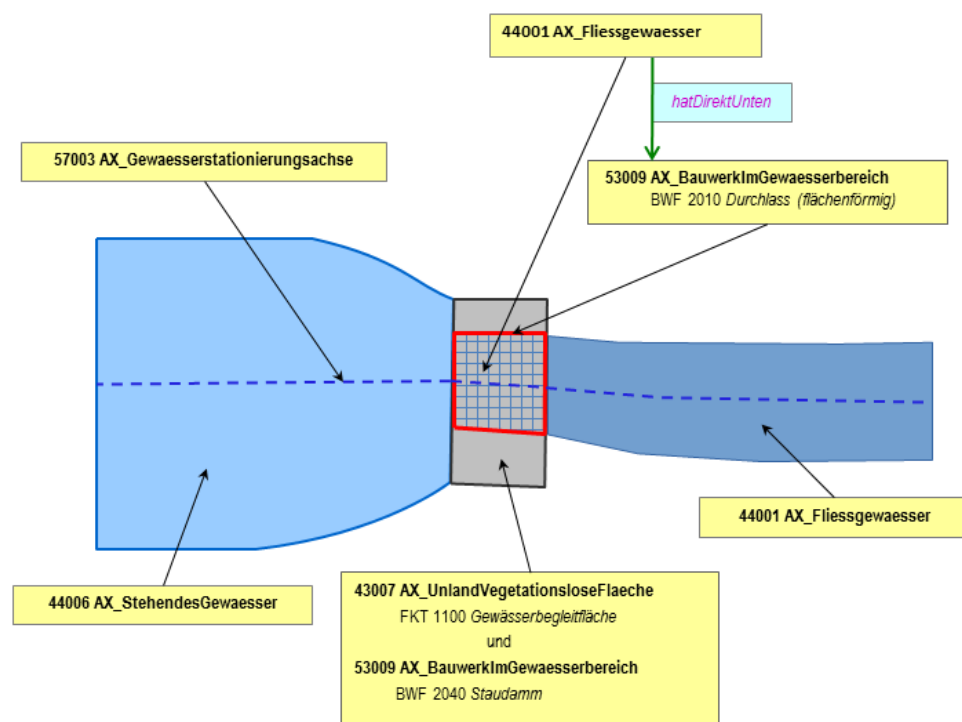 44001 AX_Fliessgewaesser
hatDirektUnten
57003 AX_Gewaesserstationierungsachse
53009 AX_BauwerkImGewaesserbereich
BWF 2010 Durchlass (flächenförmig)
44001 AX_Fliessgewaesser
44006 AX_StehendesGewaesser
43007 AX_UnlandVegetationsloseFlaeche
FKT 1100 Gewässerbegleitfläche
und
53009 AX_BauwerkImGewaesserbereich
BWF 2040 Staudamm